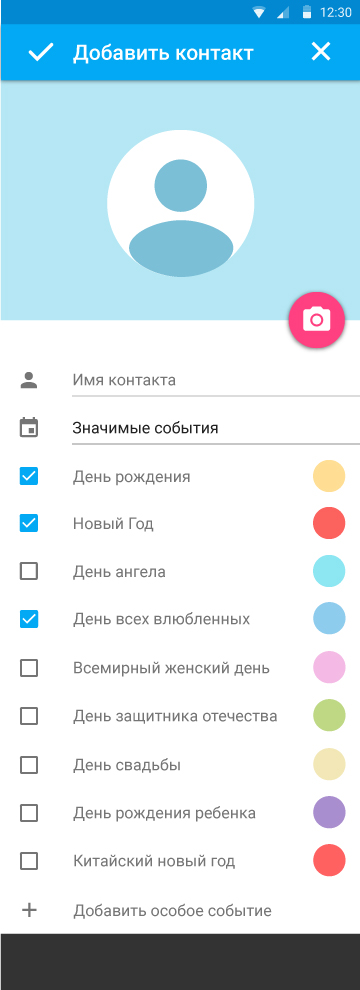 12:30
Добавить контакт
Имя контакта
Значимые события
День рождения
Новый Год
День ангела
День всех влюбленных
Всемирный женский день
День защитника отечества
День свадьбы
День рождения ребенка
Китайский новый год
Добавить особое событие